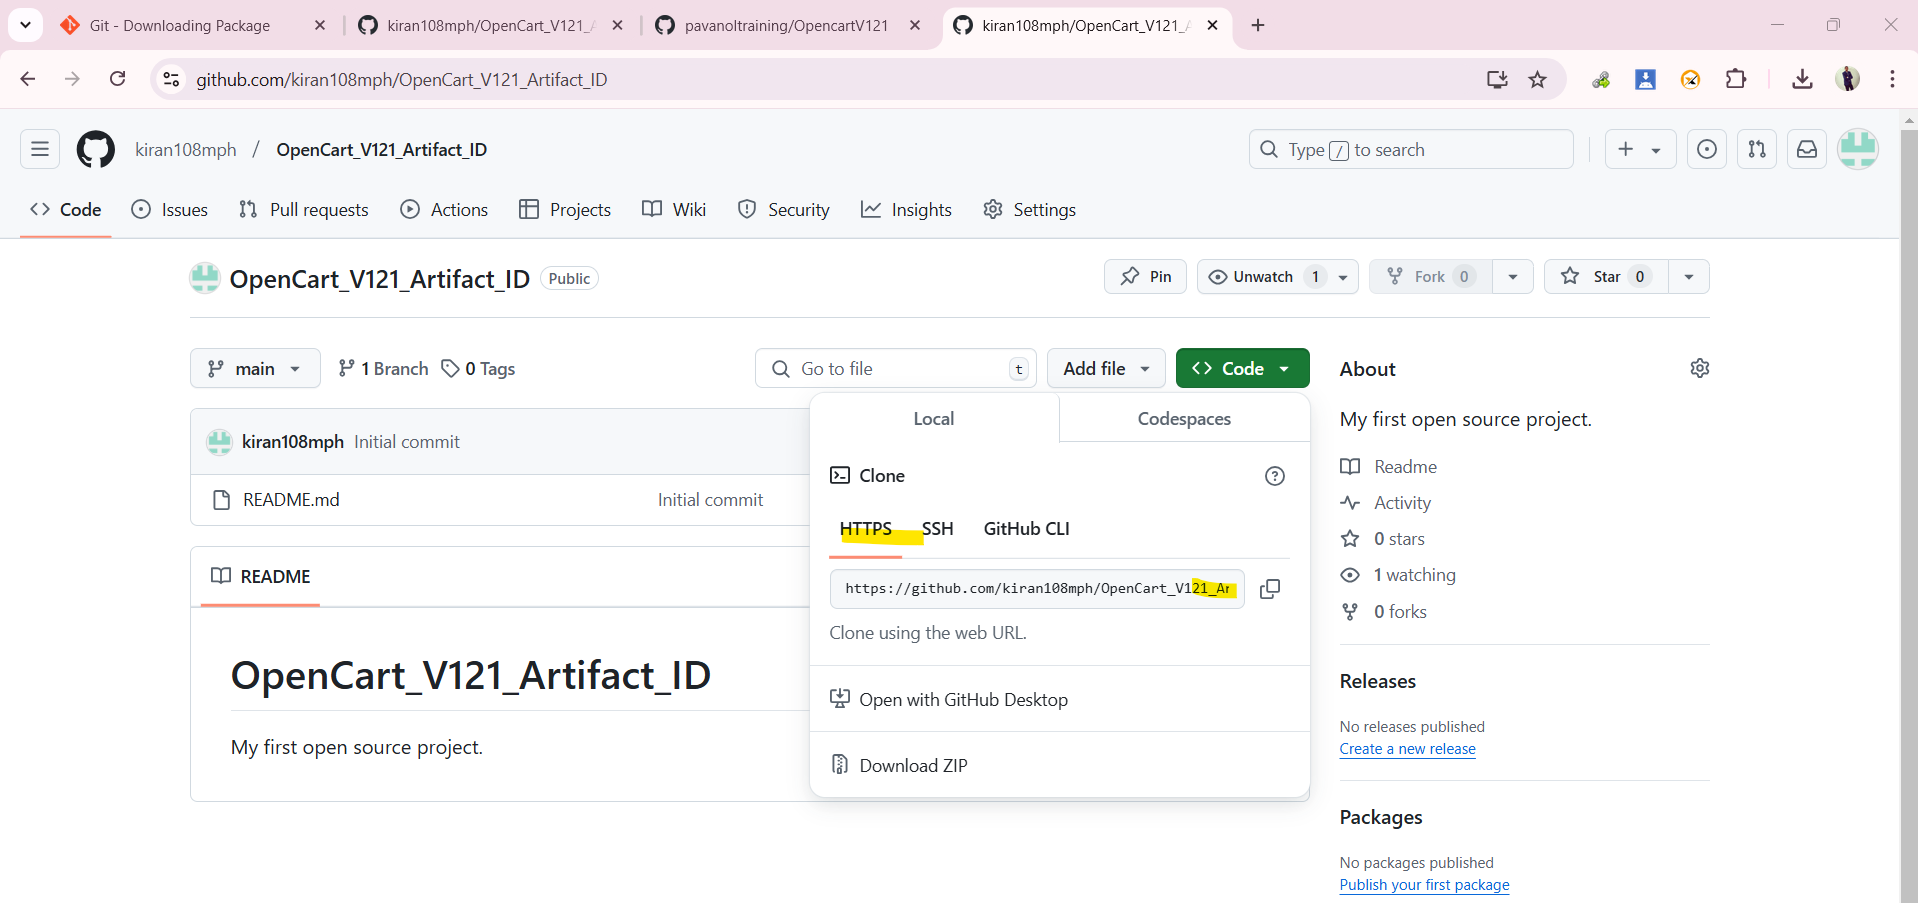 Git - Downloading Package
kiran108mph/OpenCart_V121_
pavanoltraining/OpencartV121
kiran108mph/OpenCart_V121_
github.com/kiran108mph/OpenCart_V121_Artifact_ID
kiran108mph / OpenCart_V121_Artifact_ID
Type / to search
Code
Issues
Pull requests
Actions
Projects
Wiki
Security
Insights
Settings
OpenCart_V121_Artifact_ID Public
Pin
Unwatch 1
Fork 0
Star 0
main
1 Branch
0 Tags
Go to file t
Add file
Code
kiran108mph Initial commit
README.md Initial commit
README
OpenCart_V121_Artifact_ID
My first open source project.
Local
Codespaces
Clone
HTTPS
SSH
GitHub CLI
https://github.com/kiran108mph/OpenCart_V121_Ar
Clone using the web URL.
Open with GitHub Desktop
Download ZIP
About
My first open source project.
Readme
Activity
0 stars
1 watching
0 forks
Releases
No releases published
Create a new release
Packages
No packages published
Publish your first package